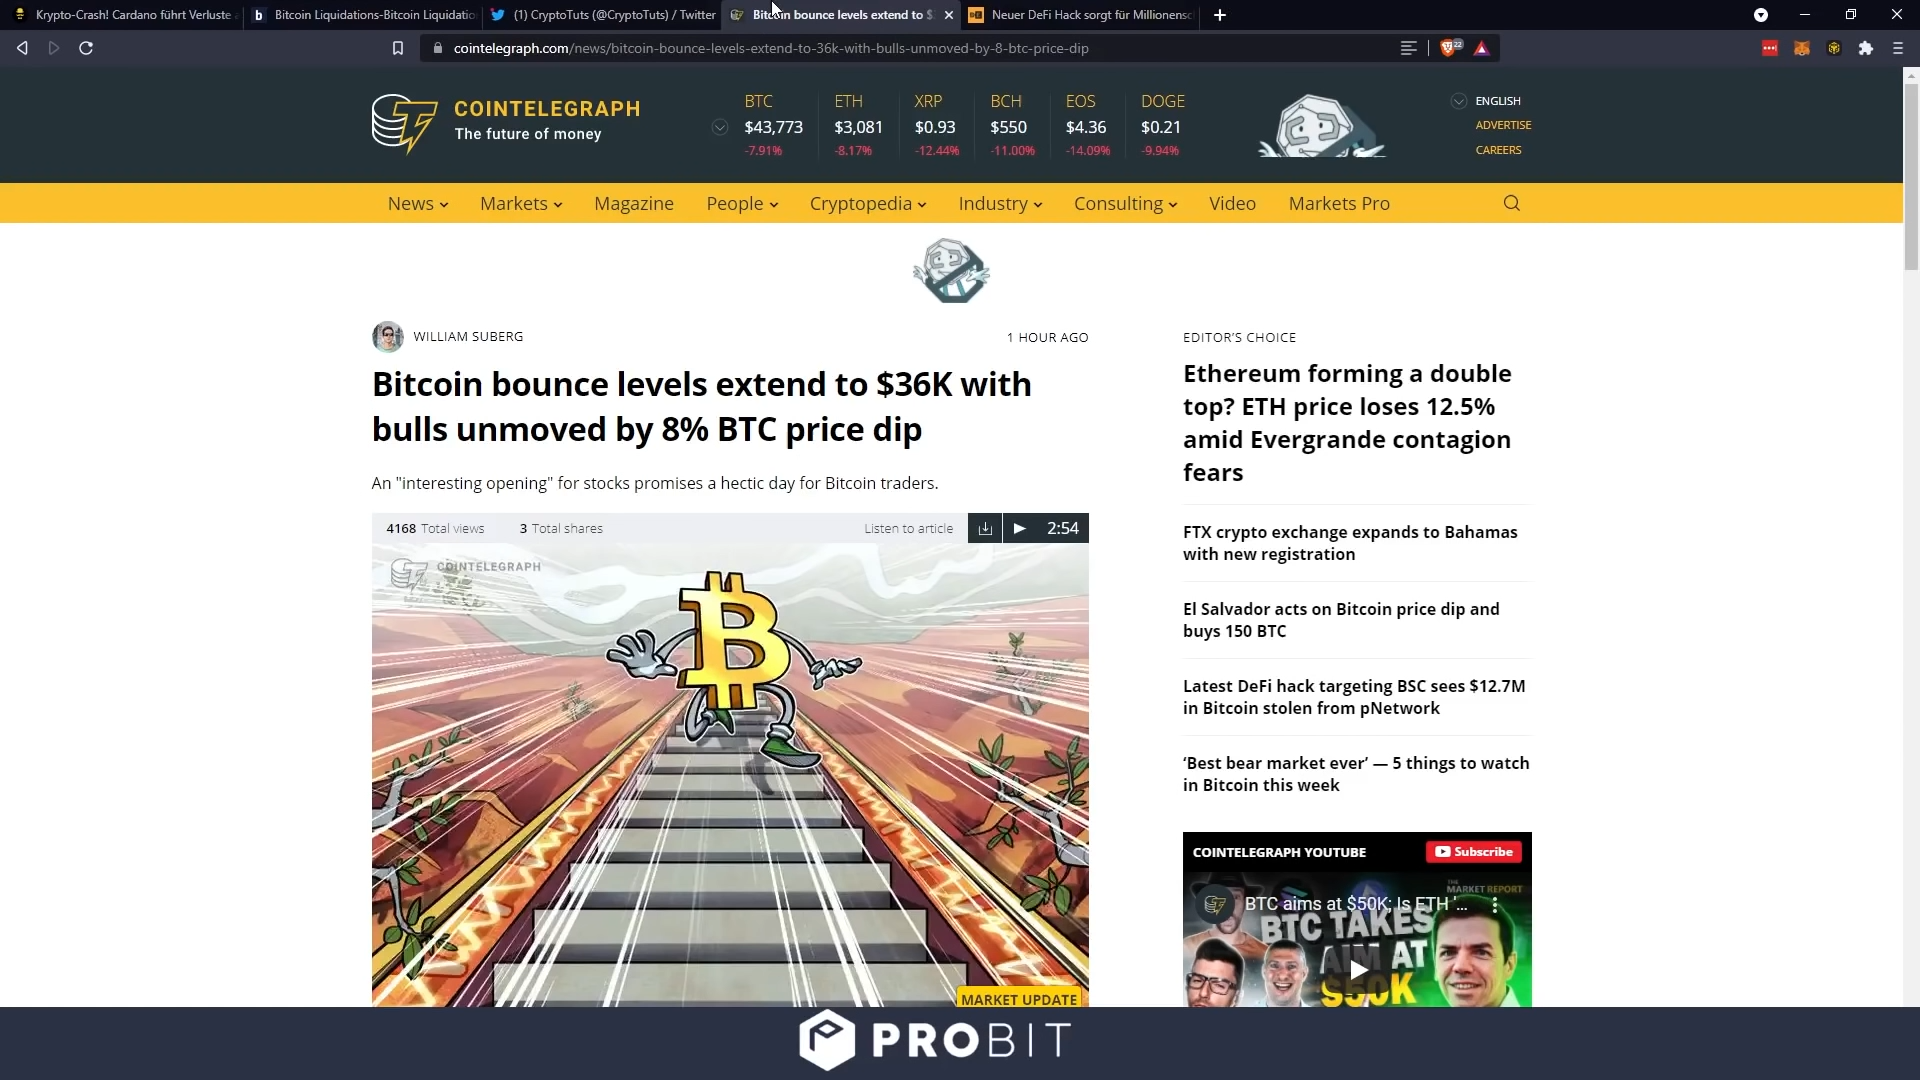 Krypto-Crash! Cardano führt Verluste
b Bitcoin Liquidations-Bitcoin Liquidatio
(1) CryptoTuts (@CryptoTuts) / Twitter
Bitcoin bounce levels extend to $
Neuer DeFi Hack sorgt für Millionensc
cointelegraph.com/news/bitcoin-bounce-levels-extend-to-36k-with-bulls-unmoved-by-8-btc-price-dip
22
COINTELEGRAPH
The future of money
BTC ETH XRP BCH EOS DOGE
$43,773 $3,081 $0.93 $550 $4.36 $0.21
-7.91% -8.17% -12.44% -11.00% -14.09% -9.94%
ENGLISH
ADVERTISE
CAREERS
News Markets Magazine People Cryptopedia Industry Consulting Video Markets Pro
WILLIAM SUBERG
1 HOUR AGO
Bitcoin bounce levels extend to $36K with
bulls unmoved by 8% BTC price dip
An "interesting opening" for stocks promises a hectic day for Bitcoin traders.
4168 Total views 3 Total shares Listen to article 2:54
COINTELEGRAPH
MARKET UPDATE
EDITOR'S CHOICE
Ethereum forming a double
top? ETH price loses 12.5%
amid Evergrande contagion
fears
FTX crypto exchange expands to Bahamas
with new registration
El Salvador acts on Bitcoin price dip and
buys 150 BTC
Latest DeFi hack targeting BSC sees $12.7M
in Bitcoin stolen from pNetwork
‘Best bear market ever’ — 5 things to watch
in Bitcoin this week
COINTELEGRAPH YOUTUBE
Subscribe
THE
MARKET REPORT
BTC aims at $50K; Is ETH '...
BTC TAKES
AIM AT
$50K
PROBIT